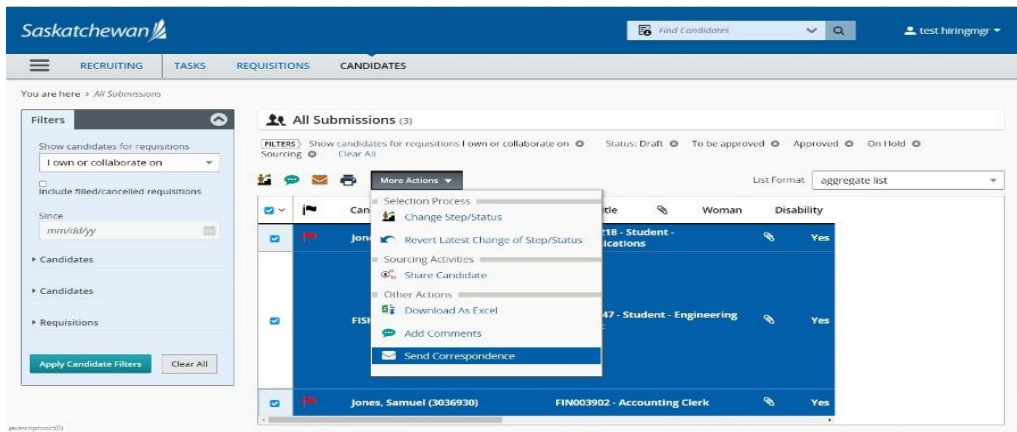 Saskatchewan
Find Candidates
test hiringmgr
RECRUITING TASKS REQUISITIONS CANDIDATES
You are here > All Submissions
Filters
Show candidates for requisitions
I own or collaborate on
Include filled/cancelled requisitions
Since
mm/dd/yy
Candidates
Candidates
Requisitions
Apply Candidate Filters Clear All
All Submissions (3)
FILTERS Show candidates for requisitions I own or collaborate on Status: Draft To be approved Approved On Hold
Sourcing Clear All
More Actions List Format aggregate list
Selection Process
Change Step/Status
Revert Latest Change of Step/Status
Sourcing Activities
Share Candidate
Other Actions
Download As Excel
Add Comments
Send Correspondence
Can itle Woman Disability
Jon 218 - Student -
ications Yes
FISH 47 - Student - Engineering Yes
Jones, Samuel (3036930) FIN003902 - Accounting Clerk Yes